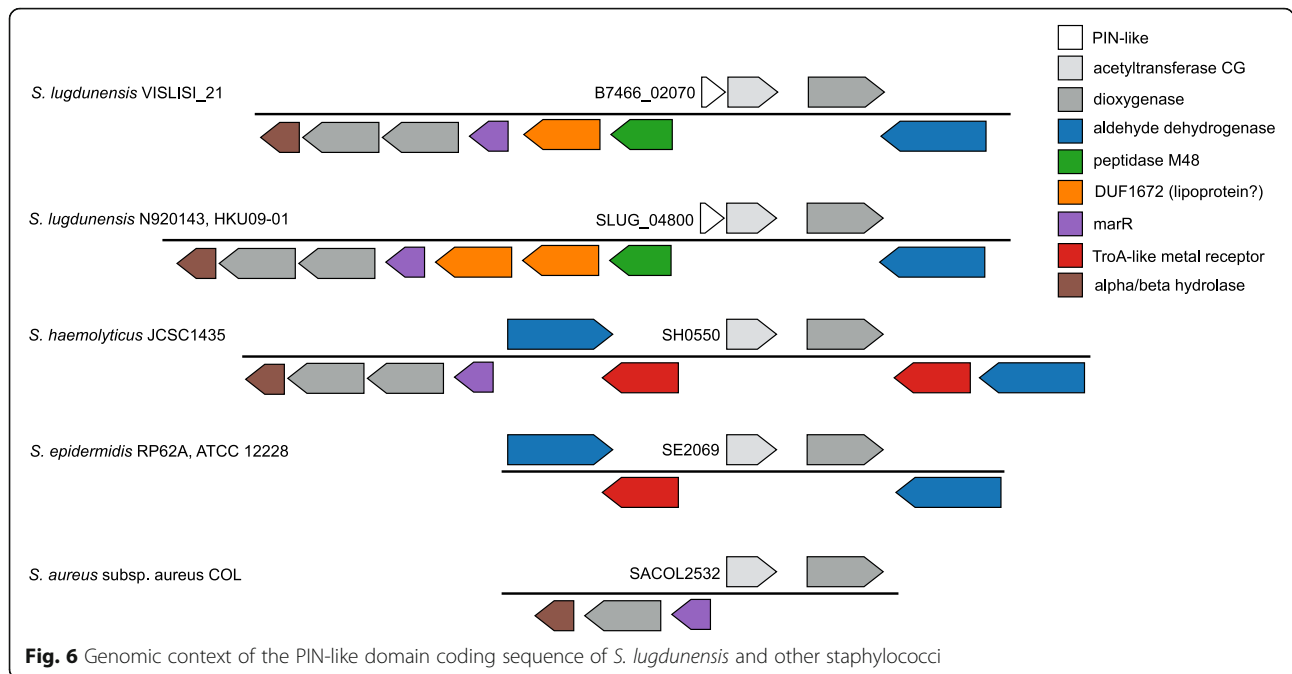 PIN-like
acetyltransferase CG
dioxygenase
aldehyde dehydrogenase
peptidase M48
DUF1672 (lipoprotein?)
marR
TroA-like metal receptor
alpha/beta hydrolase
S. lugdunensis VISLISI_21
B7466_02070
S. lugdunensis N920143, HKU09-01
SLUG_04800
S. haemolyticus JCSC1435
SH0550
S. epidermidis RP62A, ATCC 12228
SE2069
S. aureus subsp. aureus COL
SACOL2532
Fig. 6 Genomic context of the PIN-like domain coding sequence of S. lugdunensis and other staphylococci